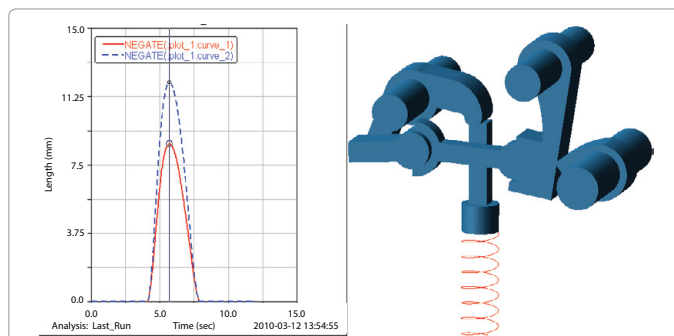 15.0
NEGATE(.plot_1.curve_1)
NEGATE(.plot_1.curve_2)
11.25
7.5
3.75
0.0
Length (mm)
0.0
5.0
10.0
15.0
Analysis: Last_Run
Time (sec)
2010-03-12 13:54:55